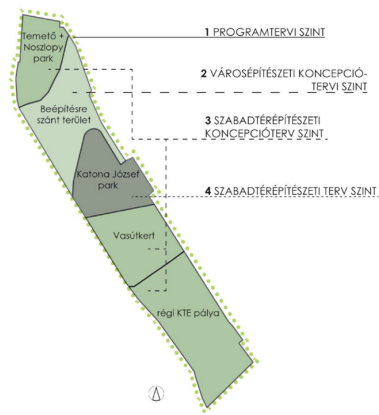 Temető +
Noszlopy
park
Beépítésre
szánt terület
Katona József
park
Vasútkert
régi KTE pálya
1 PROGRAMTERVI SZINT
2 VÁROSÉPÍTÉSZETI KONCEPCIÓ-
TERVI SZINT
3 SZABADTÉRÉPÍTÉSZETI
KONCEPCIÓTERV SZINT
4 SZABADTÉRÉPÍTÉSZETI TERV SZINT